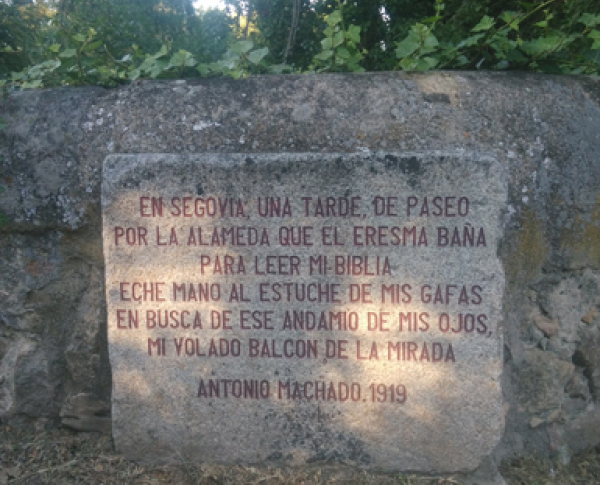 EN SEGOVIA, UNA TARDE, DE PASEO
POR LA ALAMEDA QUE EL ERESMA BAÑA
PARA LEER MI BIBLIA
ECHE MANO AL ESTUCHE DE MIS GAFAS
EN BUSCA DE ESE ANDAMIO DE MIS OJOS,
MI VOLADO BALCON DE LA MIRADA
ANTONIO MACHADO. 1919